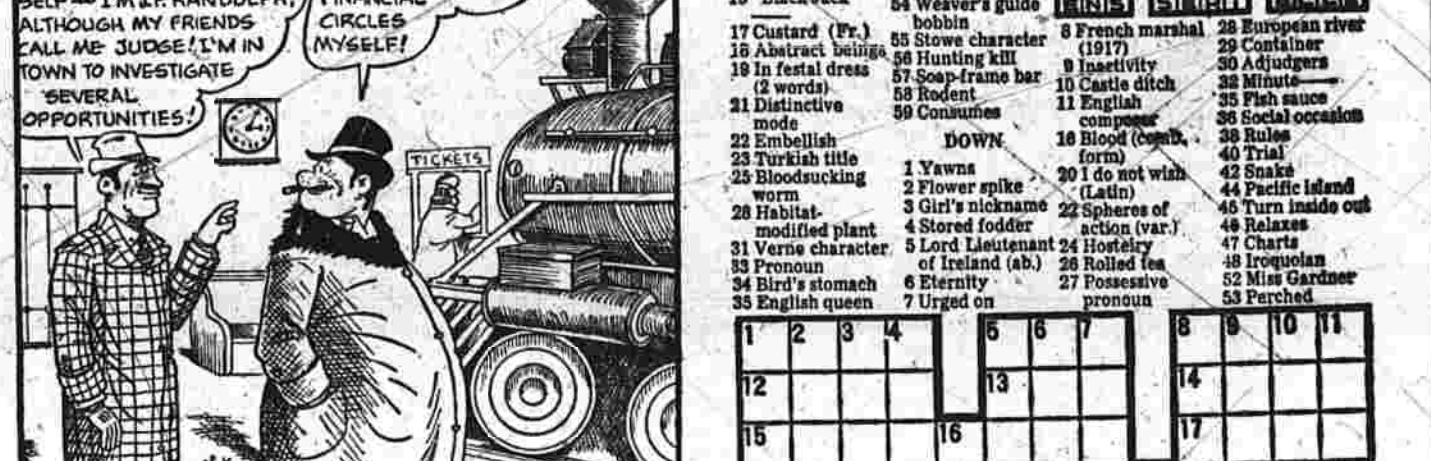 ALTHOUGH MY FRIENDS
CALL ME JUDGE! I'M IN
TOWN TO INVESTIGATE
SEVERAL
OPPORTUNITIES!
FINANCIAL
CIRCLES
MYSELF!
TICKETS
17 Custard (Fr.)
18 Abstract beings
19 In festal dress
(2 words)
21 Distinctive
mode
22 Embellish
23 Turkish title
25 Bloodsucking
worm
28 Habitat-
modified plant
31 Verne character
33 Pronoun
34 Bird's stomach
35 English queen
54 Weaver's guide
bobbin
55 Stowe character
56 Hunting kill
57 Soap-frame bar
58 Rodent
59 Consumes
DOWN
1 Yawns
2 Flower spike
3 Girl's nickname
4 Stored fodder
5 Lord Lieutenant
of Ireland (ab.)
6 Eternity
7 Urged on
8 French marshal
(1917)
9 Inactivity
10 Castle ditch
11 English
composer
16 Blood (comb.
form)
20 I do not wish
(Latin)
22 Spheres of
action (var.)
24 Hostelry
26 Rolled tea
27 Possessive
pronoun
28 European river
29 Container
30 Adjudgers
32 Minute
35 Fish sauce
36 Social occasion
38 Rules
40 Trial
42 Snake
44 Pacific island
45 Turn inside out
46 Relaxes
47 Charts
48 Iroquoian
52 Miss Gardner
53 Perched
1 2 3 4 5 6 7 8 9 10 11
12 13 14
15 16 17